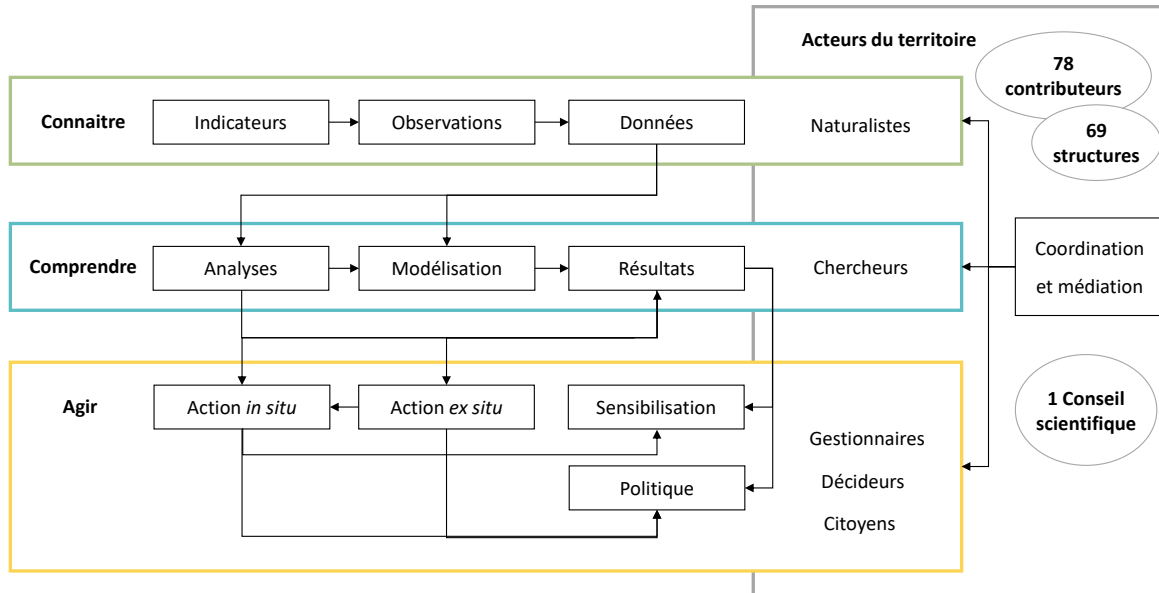 Acteurs du territoire
78
contributeurs
69
structures
Connaitre
Indicateurs
Observations
Données
Naturalistes
Comprendre
Analyses
Modélisation
Résultats
Chercheurs
Coordination
et médiation
Agir
Action in situ
Action ex situ
Sensibilisation
Politique
Gestionnaires
Décideurs
Citoyens
1 Conseil
scientifique